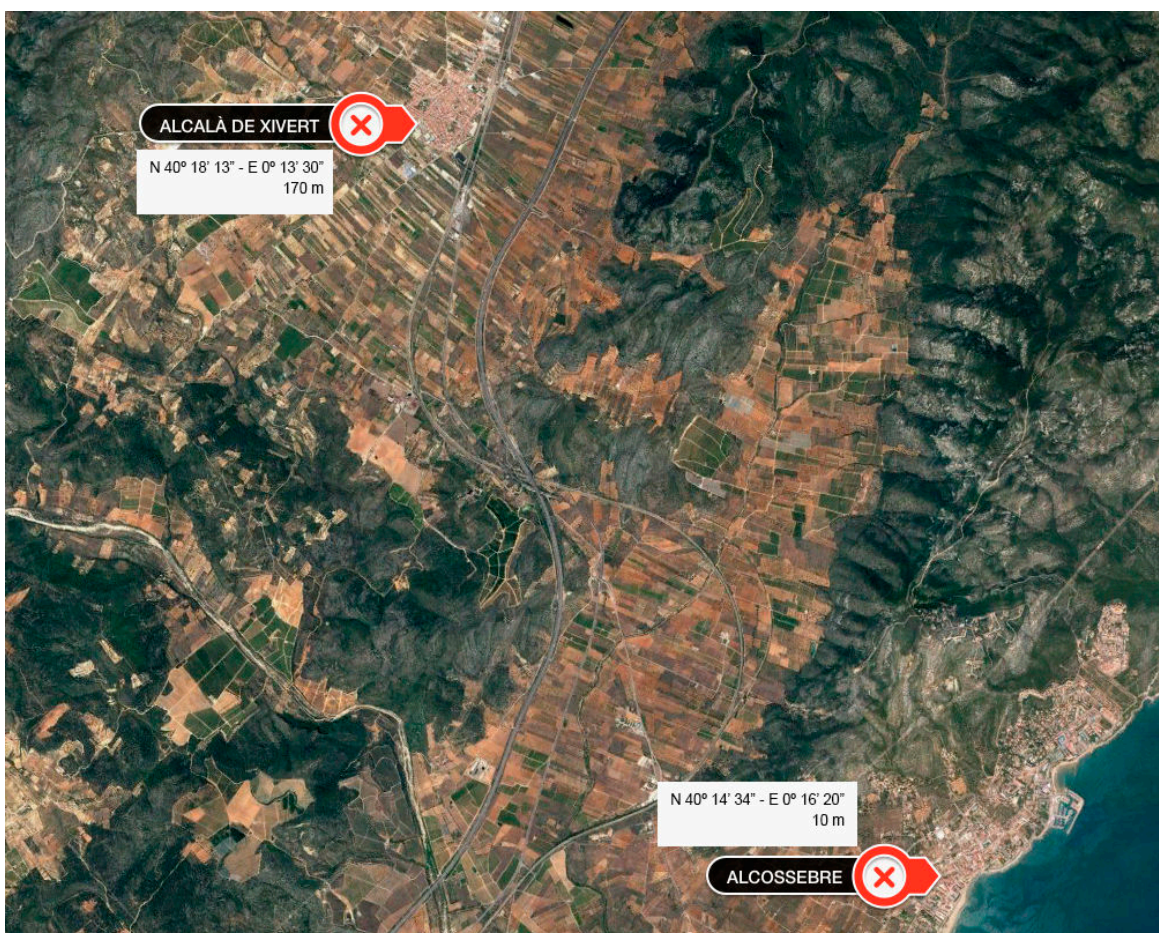 ALCALÀ DE XIVERT
N 40º 18’ 13” - E 0º 13’ 30”
170 m
N 40º 14’ 34” - E 0º 16’ 20”
10 m
ALCOSSEBRE